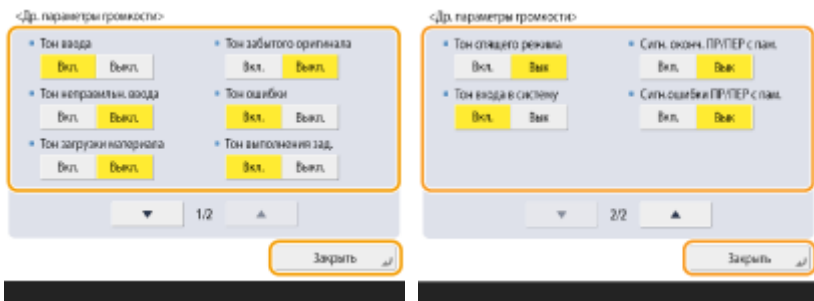 <Др. параметры громкости>
Тон ввода
Вкл. Выкл.
Тон забытого оригинала
Вкл. Выкл.
Тон неправильн. ввода
Вкл. Выкл.
Тон ошибки
Вкл. Выкл.
Тон загрузки материала
Вкл. Выкл.
Тон выполнения зад.
Вкл. Выкл.
1/2
Закрыть
<Др. параметры громкости>
Тон спящего режима
Вкл. Вык
Сигн. оконч. ПР/ПЕР с пам.
Вкл. Вык
Тон входа в систему
Вкл. Вык
Сигн.ошибки ПР/ПЕР с пам.
Вкл. Вык
2/2
Закрыть